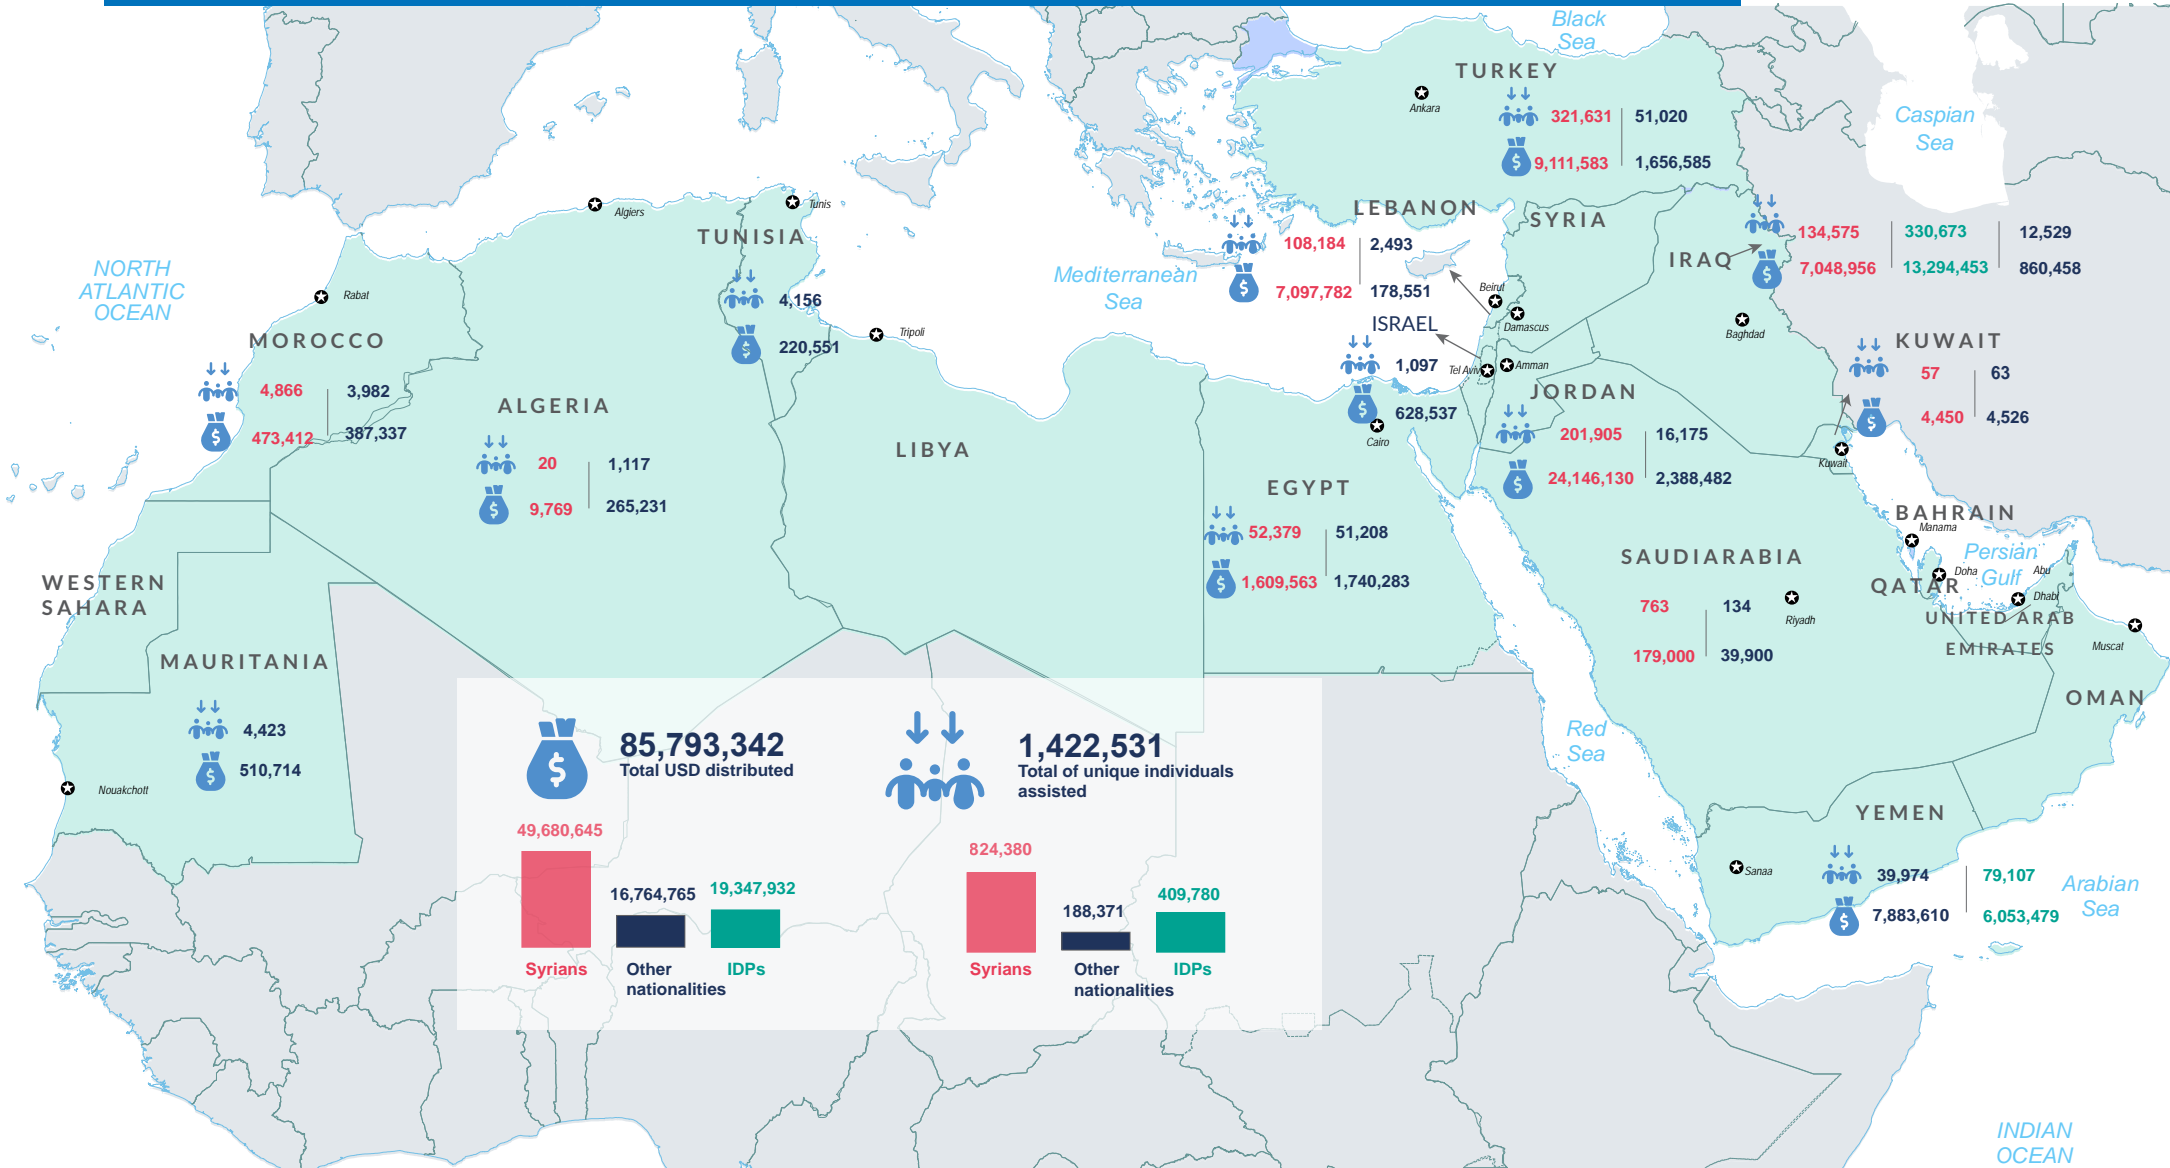 Black
Sea
TURKEY
Ankara
321,631 51,020
9,111,583 1,656,585
Caspian
Sea
Algiers
Tunis
TUNISIA
4,156
220,551
Tripoli
LEBANON
108,184 2,493
7,097,782 178,551
SYRIA
Beirut
Damascus
IRAQ
134,575 330,673 12,529
7,048,956 13,294,453 860,458
Baghdad
NORTH
ATLANTIC
OCEAN
Mediterranean
Sea
Rabat
MOROCCO
4,866 3,982
473,412 387,337
ISRAEL
1,097
628,537
Tel Aviv
Amman
Cairo
KUWAIT
57 63
4,450 4,526
Kuwait
ALGERIA
20 1,117
9,769 265,231
LIBYA
JORDAN
201,905 16,175
24,146,130 2,388,482
EGYPT
52,379 51,208
1,609,563 1,740,283
BAHRAIN
Manama
Persian
Gulf
SAUDIARABIA
763 134
179,000 39,900
Riyadh
QATAR
Doha
Abu
Dhabi
UNITED ARAB
EMIRATES
Muscat
OMAN
WESTERN
SAHARA
MAURITANIA
4,423
510,714
Nouakchott
Red
Sea
85,793,342
Total USD distributed
49,680,645
16,764,765
19,347,932
Syrians
Other
nationalities
IDPs
1,422,531
Total of unique individuals
assisted
824,380
188,371
409,780
Syrians
Other
nationalities
IDPs
YEMEN
Sanaa
39,974 79,107
7,883,610 6,053,479
Arabian
Sea
INDIAN
OCEAN